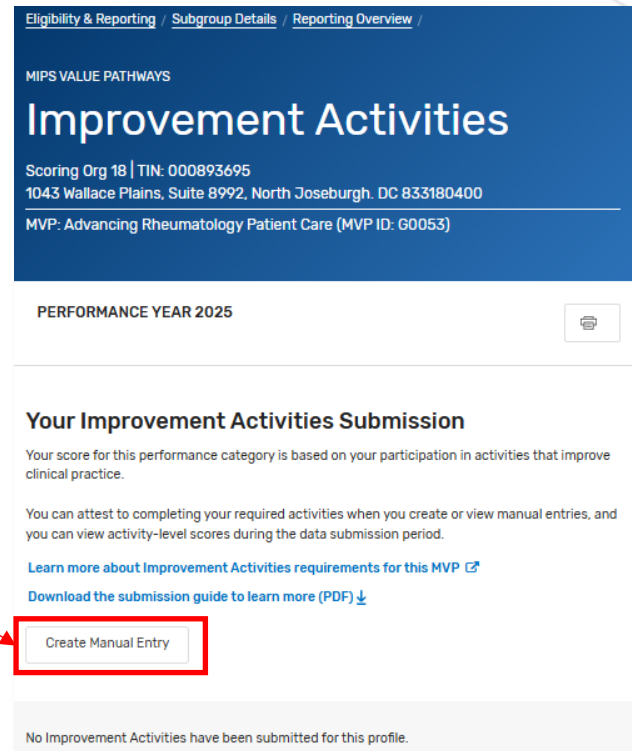 Eligibility & Reporting / Subgroup Details / Reporting Overview /
MIPS VALUE PATHWAYS
Improvement Activities
Scoring Org 18 | TIN: 000893695
1043 Wallace Plains, Suite 8992, North Joseburgh. DC 833180400
MVP: Advancing Rheumatology Patient Care (MVP ID: G0053)
PERFORMANCE YEAR 2025
Your Improvement Activities Submission
Your score for this performance category is based on your participation in activities that improve
clinical practice.
You can attest to completing your required activities when you create or view manual entries, and
you can view activity-level scores during the data submission period.
Learn more about Improvement Activities requirements for this MVP
Download the submission guide to learn more (PDF)
Create Manual Entry
No Improvement Activities have been submitted for this profile.